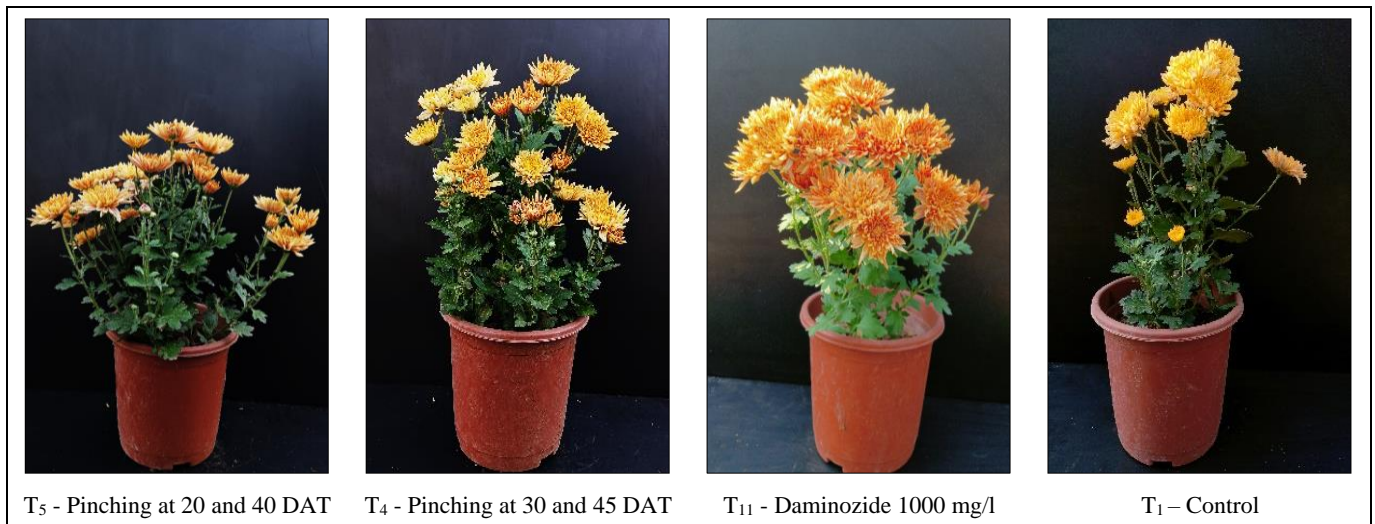 T₅ - Pinching at 20 and 40 DAT
T₄ - Pinching at 30 and 45 DAT
T₁₁ - Daminozide 1000 mg/l
T₁ – Control